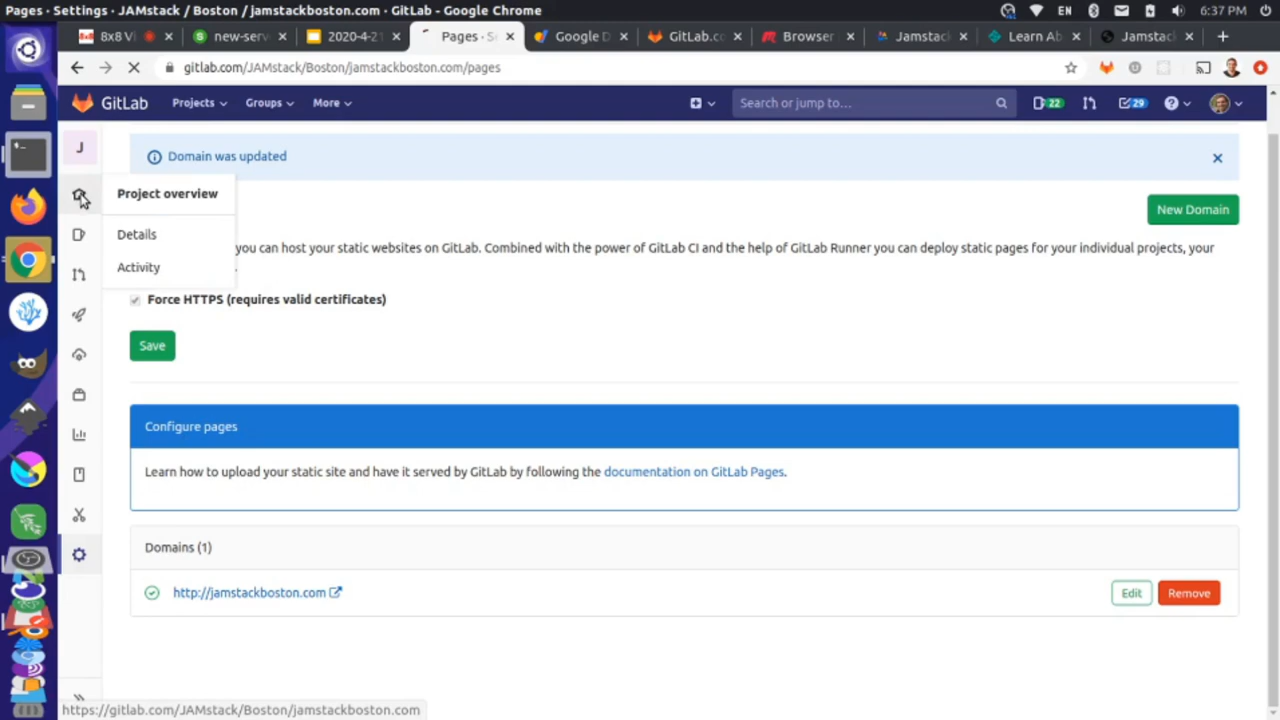 Pages · Settings · JAMstack / Boston / jamstackboston.com · GitLab - Google Chrome
EN
6:37 PM
8x8 Vi
new-serv
2020-4-21
Pages · S
Google D
GitLab.co
Browser
Jamstac
Learn Ab
Jamstac
gitlab.com/JAMstack/Boston/jamstackboston.com/pages
GitLab
Projects
Groups
More
Search or jump to...
22
29
J
Domain was updated
Project overview
New Domain
Details
you can host your static websites on GitLab. Combined with the power of GitLab CI and the help of GitLab Runner you can deploy static pages for your individual projects, your
Activity
Force HTTPS (requires valid certificates)
Save
Configure pages
Learn how to upload your static site and have it served by GitLab by following the documentation on GitLab Pages.
Domains (1)
http://jamstackboston.com
Edit
Remove
https://gitlab.com/JAMstack/Boston/jamstackboston.com